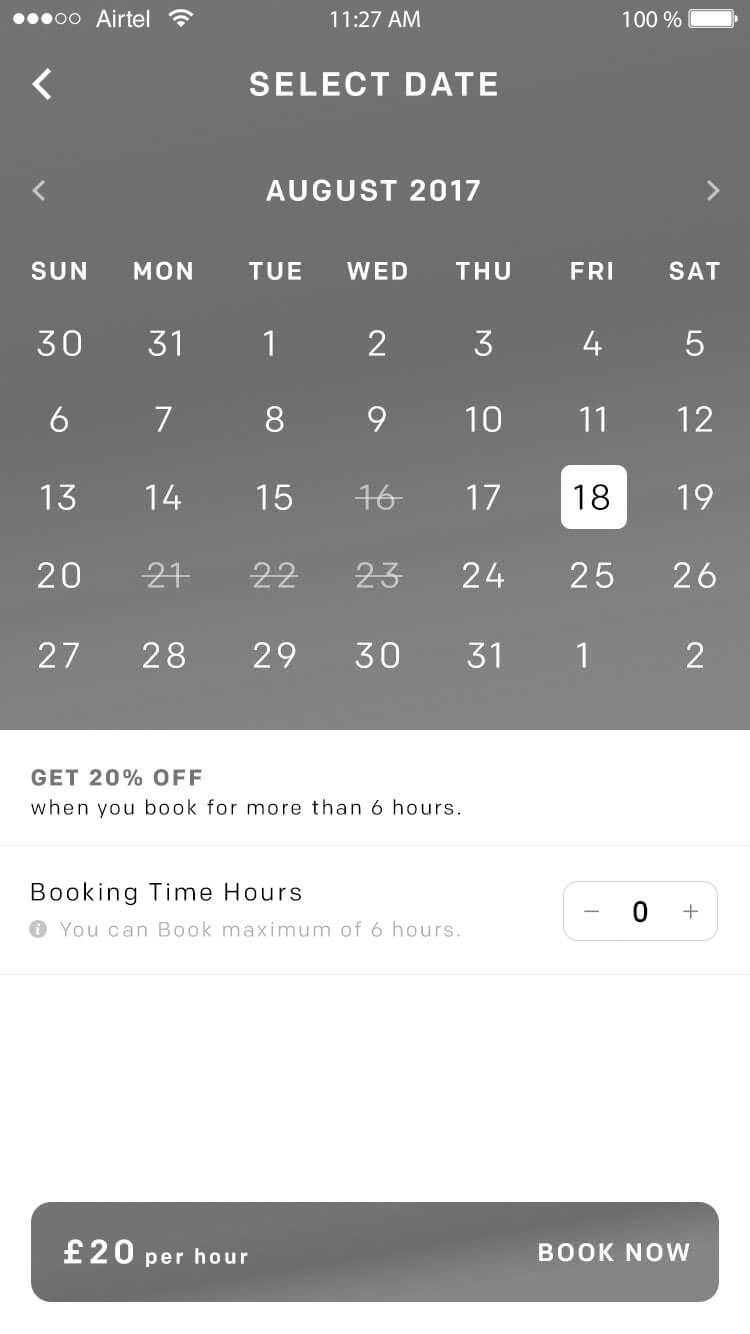 Airtel 11:27 AM 100 %
SELECT DATE
AUGUST 2017
SUN MON TUE WED THU FRI SAT
30 31 1 2 3 4 5
6 7 8 9 10 11 12
13 14 15 16 17 18 19
20 21 22 23 24 25 26
27 28 29 30 31 1 2
GET 20% OFF
when you book for more than 6 hours.
Booking Time Hours
You can Book maximum of 6 hours.
− 0 +
£20 per hour BOOK NOW